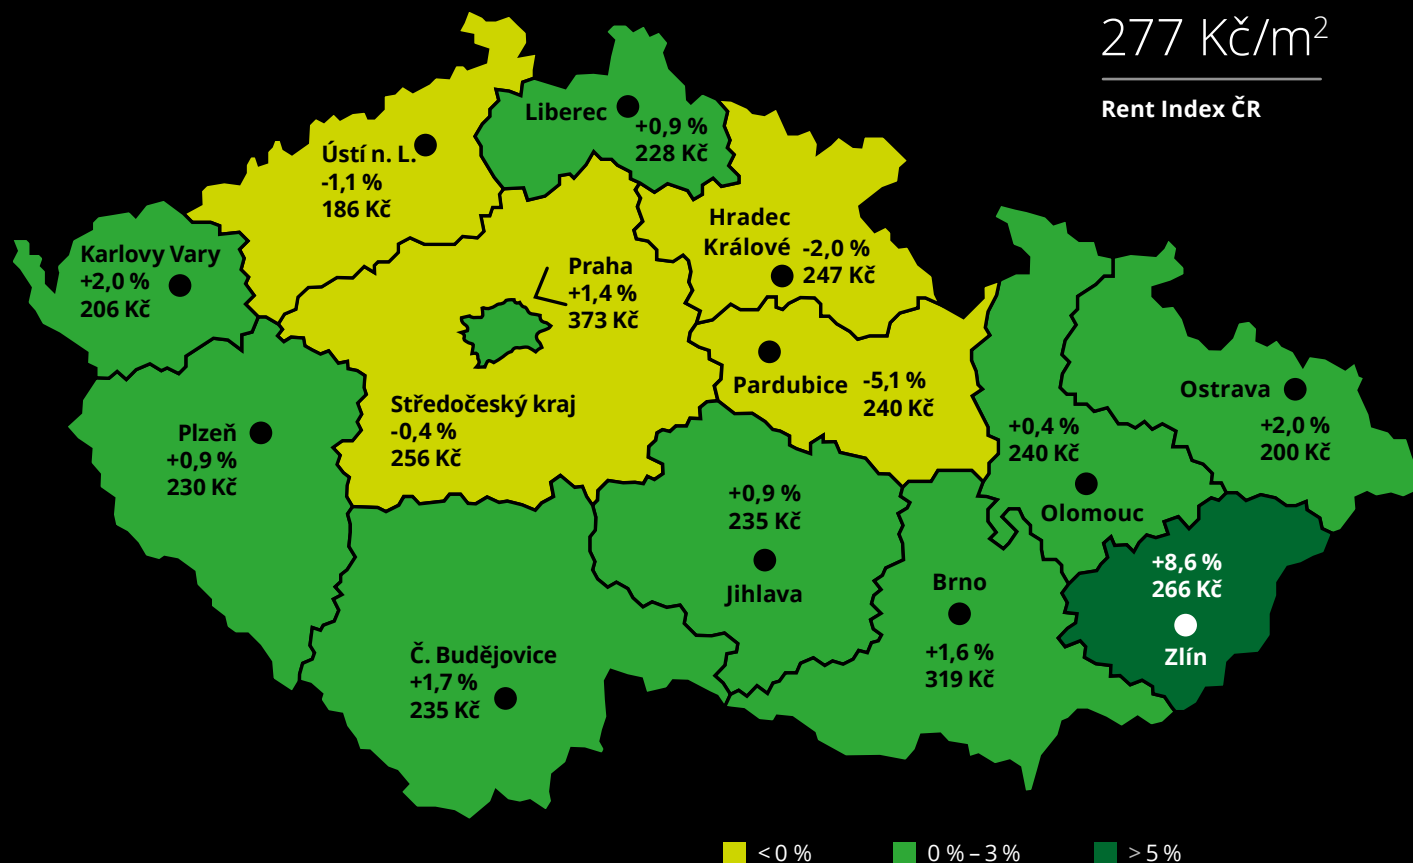 277 Kč/m²
Rent Index ČR
Liberec
+0,9 %
228 Kč
Ústí n. L.
-1,1 %
186 Kč
Hradec
Králové
-2,0 %
247 Kč
Karlovy Vary
+2,0 %
206 Kč
Praha
+1,4 %
373 Kč
Pardubice
-5,1 %
240 Kč
Středočeský kraj
-0,4 %
256 Kč
Plzeň
+0,9 %
230 Kč
Ostrava
+2,0 %
200 Kč
+0,4 %
240 Kč
Olomouc
+0,9 %
235 Kč
Jihlava
Brno
+1,6 %
319 Kč
+8,6 %
266 Kč
Zlín
Č. Budějovice
+1,7 %
235 Kč
< 0 %
0 % – 3 %
> 5 %